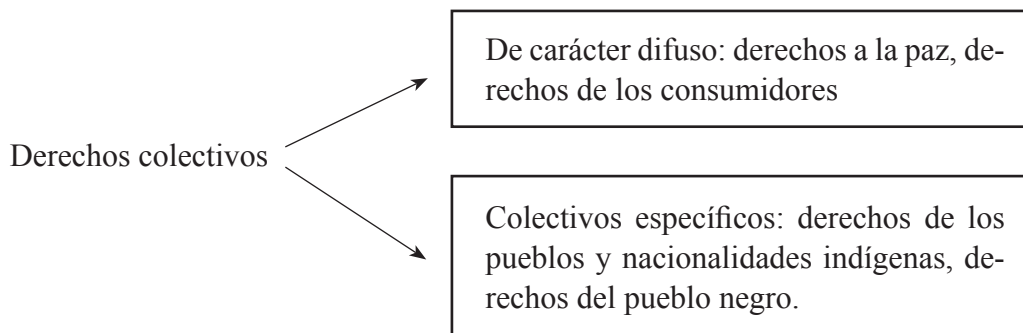 De carácter difuso: derechos a la paz, de-
rechos de los consumidores
Derechos colectivos
Colectivos específicos: derechos de los
pueblos y nacionalidades indígenas, de-
rechos del pueblo negro.